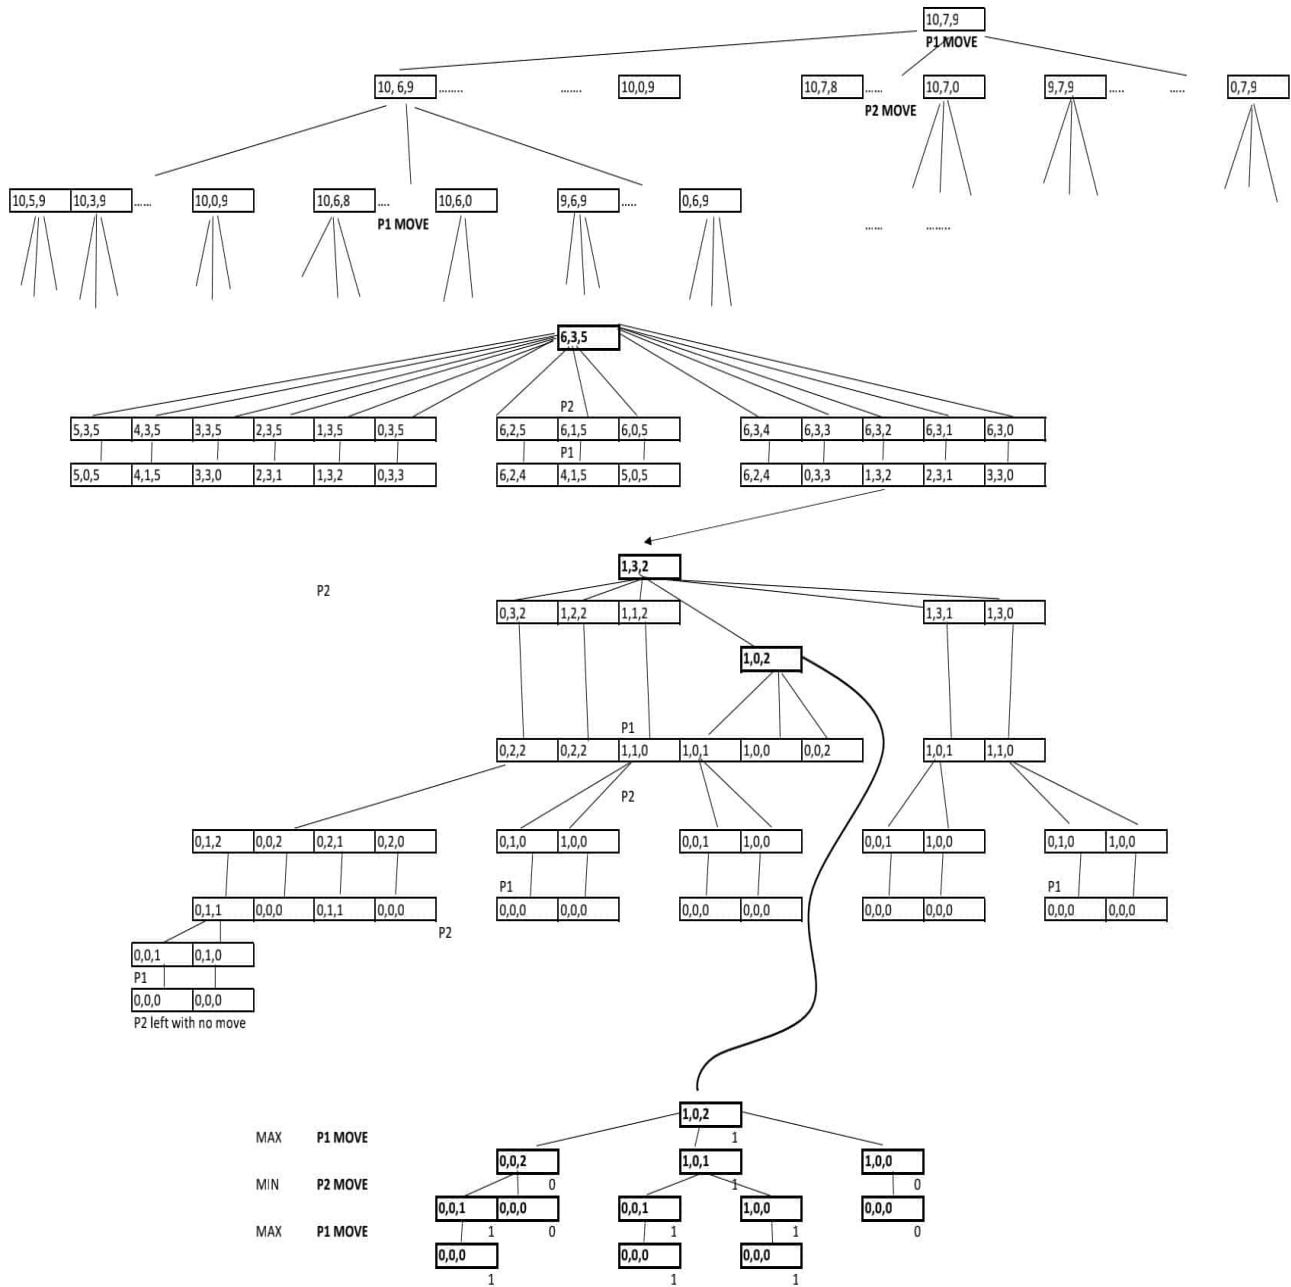 10,7,9
P1 MOVE
10, 6,9 ........ ....... 10,0,9 10,7,8 ...... 10,7,0 9,7,9 ..... ..... 0,7,9
P2 MOVE
10,5,9 10,3,9 ...... 10,0,9 10,6,8 .... 10,6,0 9,6,9 ..... 0,6,9
P1 MOVE ...... ........
6,3,5
P2
5,3,5 4,3,5 3,3,5 2,3,5 1,3,5 0,3,5 6,2,5 6,1,5 6,0,5 6,3,4 6,3,3 6,3,2 6,3,1 6,3,0
P1
5,0,5 4,1,5 3,3,0 2,3,1 1,3,2 0,3,3 6,2,4 4,1,5 5,0,5 6,2,4 0,3,3 1,3,2 2,3,1 3,3,0
1,3,2
P2
0,3,2 1,2,2 1,1,2 1,3,1 1,3,0
1,0,2
P1
0,2,2 0,2,2 1,1,0 1,0,1 1,0,0 0,0,2 1,0,1 1,1,0
P2
0,1,2 0,0,2 0,2,1 0,2,0 0,1,0 1,0,0 0,0,1 1,0,0 0,0,1 1,0,0 0,1,0 1,0,0
P1 P1
0,1,1 0,0,0 0,1,1 0,0,0 0,0,0 0,0,0 0,0,0 0,0,0 0,0,0 0,0,0 0,0,0 0,0,0
P2
0,0,1 0,1,0
P1
0,0,0 0,0,0
P2 left with no move
1,0,2
MAX P1 MOVE 1
0,0,2 1,0,1 1,0,0
MIN P2 MOVE 0 1 0
0,0,1 0,0,0 0,0,1 1,0,0 0,0,0
MAX P1 MOVE 1 0 1 1 0
0,0,0 0,0,0 0,0,0
1 1 1